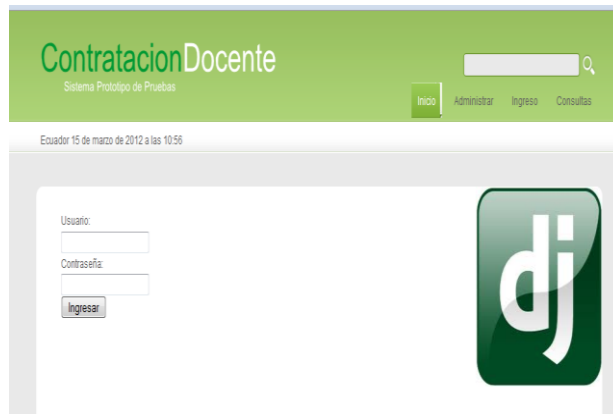 ContratacionDocente
Sistema Prototipo de Pruebas
Inicio Administrar Ingreso Consultas
Ecuador 15 de marzo de 2012 a las 10:56
Usuario:
Contraseña:
Ingresar
dj